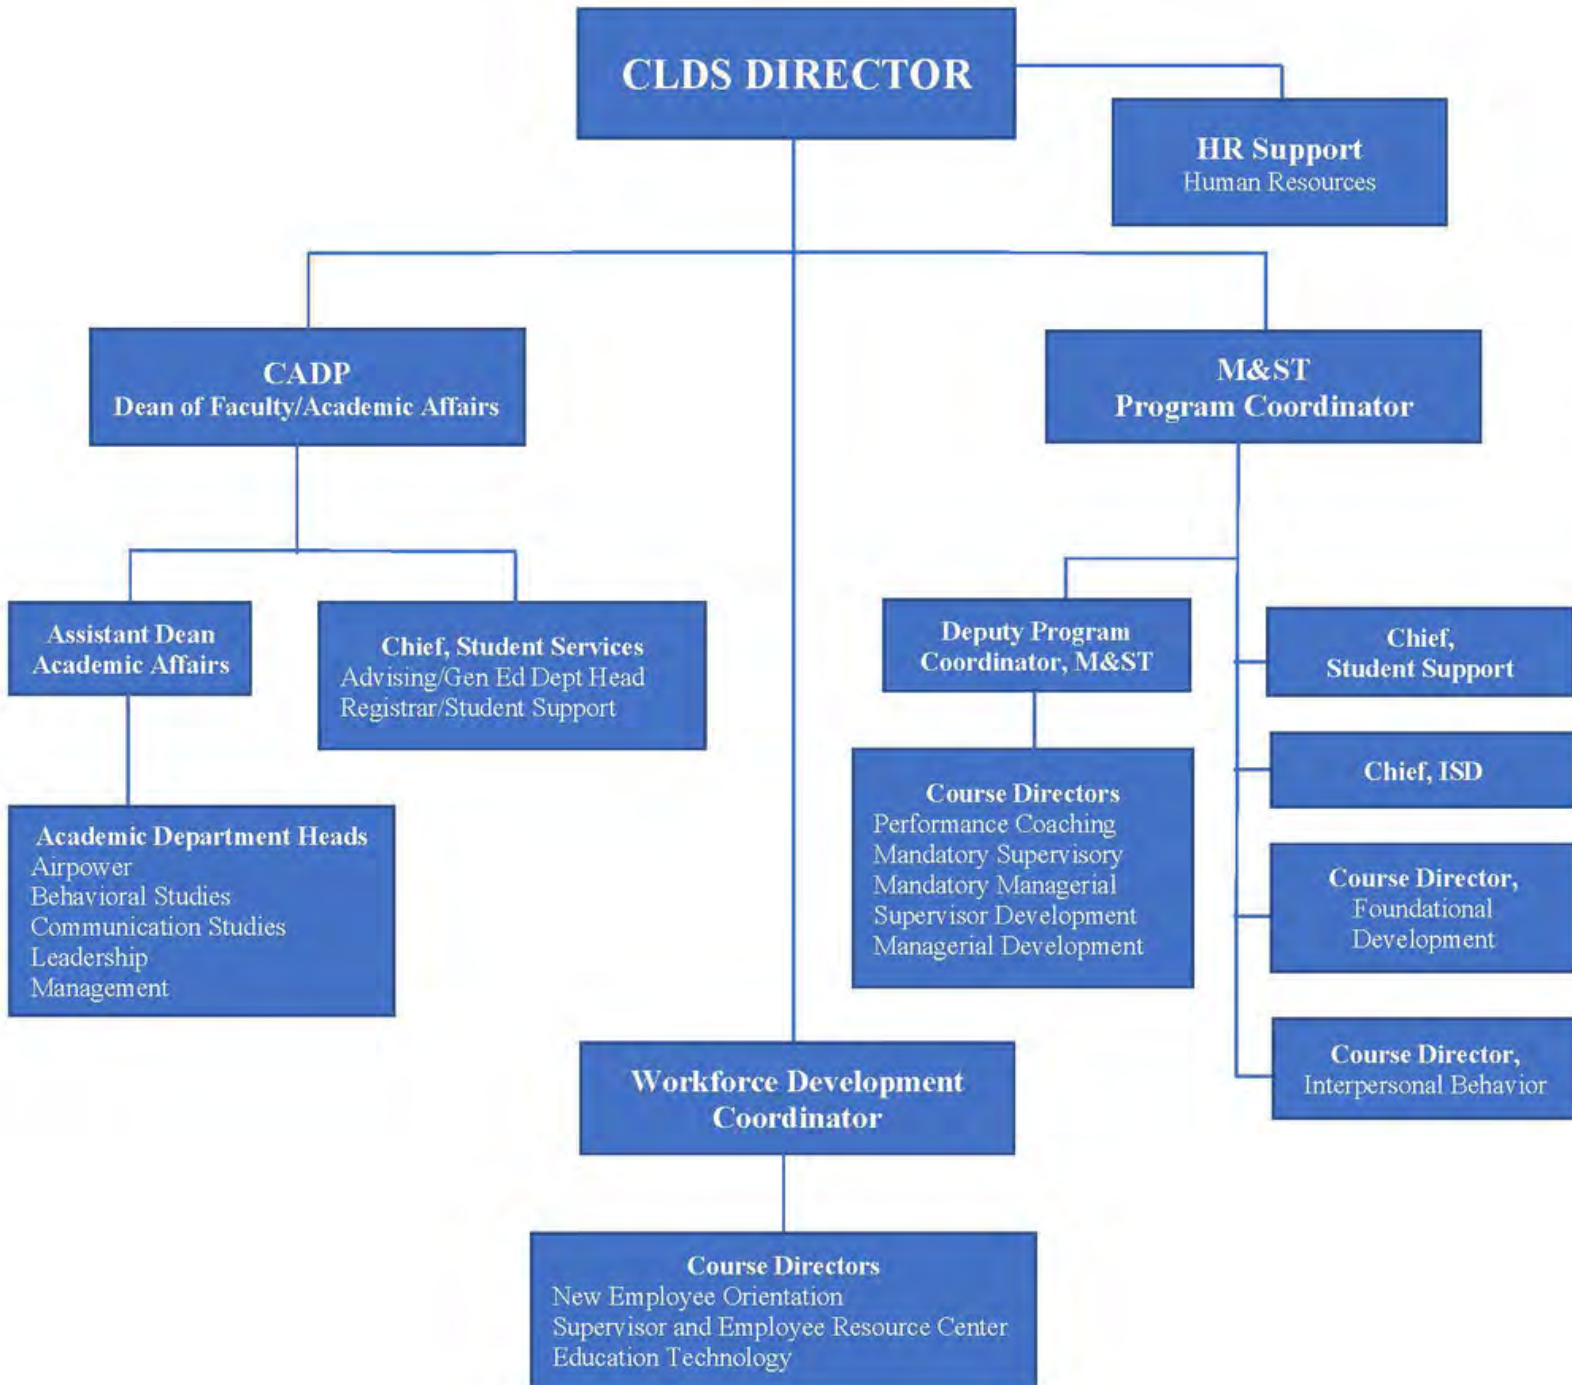 CLDS DIRECTOR
HR Support
Human Resources
CADP
Dean of Faculty/Academic Affairs
M&ST
Program Coordinator
Assistant Dean
Academic Affairs
Chief, Student Services
Advising/Gen Ed Dept Head
Registrar/Student Support
Academic Department Heads
Airpower
Behavioral Studies
Communication Studies
Leadership
Management
Deputy Program
Coordinator, M&ST
Course Directors
Performance Coaching
Mandatory Supervisory
Mandatory Managerial
Supervisor Development
Managerial Development
Chief,
Student Support
Chief, ISD
Course Director,
Foundational
Development
Course Director,
Interpersonal Behavior
Workforce Development
Coordinator
Course Directors
New Employee Orientation
Supervisor and Employee Resource Center
Education Technology